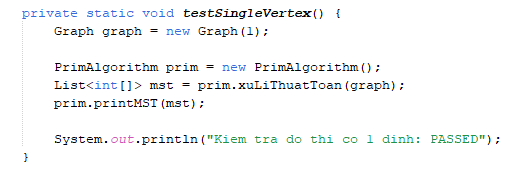 private static void testSingleVertex() {
    Graph graph = new Graph(1);

    PrimAlgorithm prim = new PrimAlgorithm();
    List<int[]> mst = prim.xuLiThuatToan(graph);
    prim.printMST(mst);

    System.out.println("Kiem tra do thi co 1 dinh: PASSED");
}